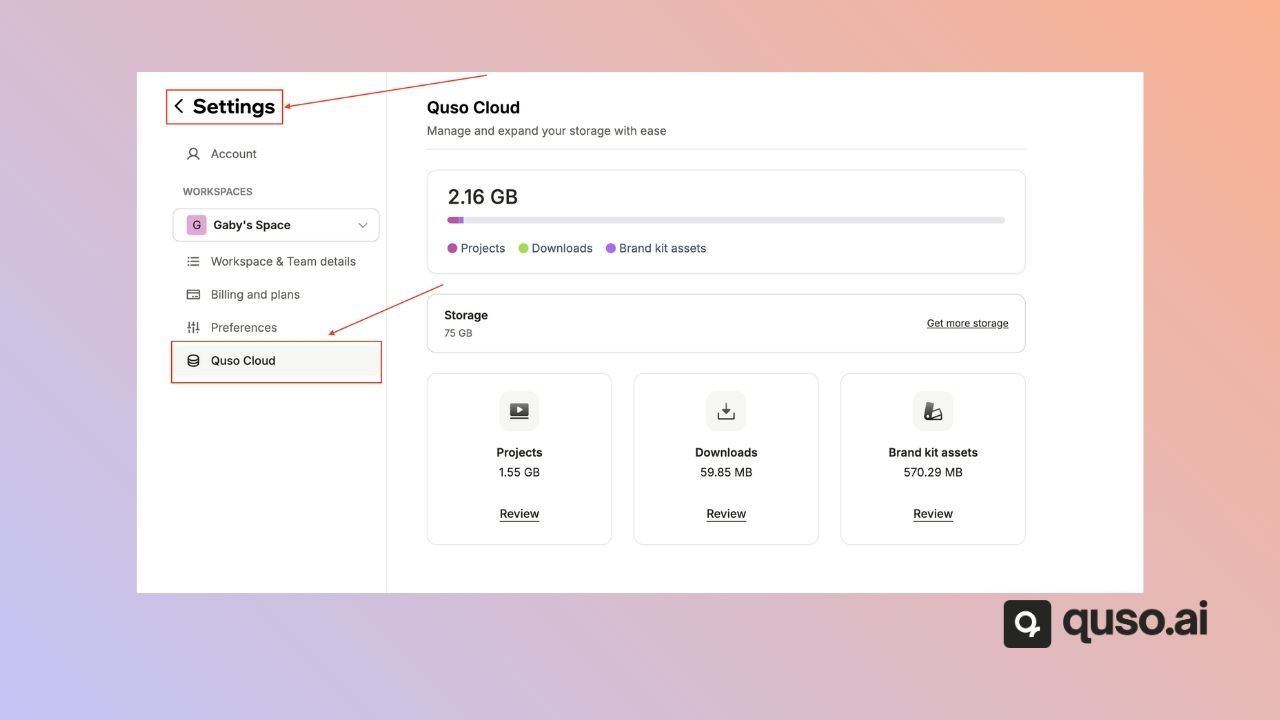 Settings
Account
WORKSPACES
G Gaby's Space
Workspace & Team details
Billing and plans
Preferences
Quso Cloud
Quso Cloud
Manage and expand your storage with ease
2.16 GB
Projects Downloads Brand kit assets
Storage
75 GB
Get more storage
Projects
1.55 GB
Review
Downloads
59.85 MB
Review
Brand kit assets
570.29 MB
Review
quso.ai